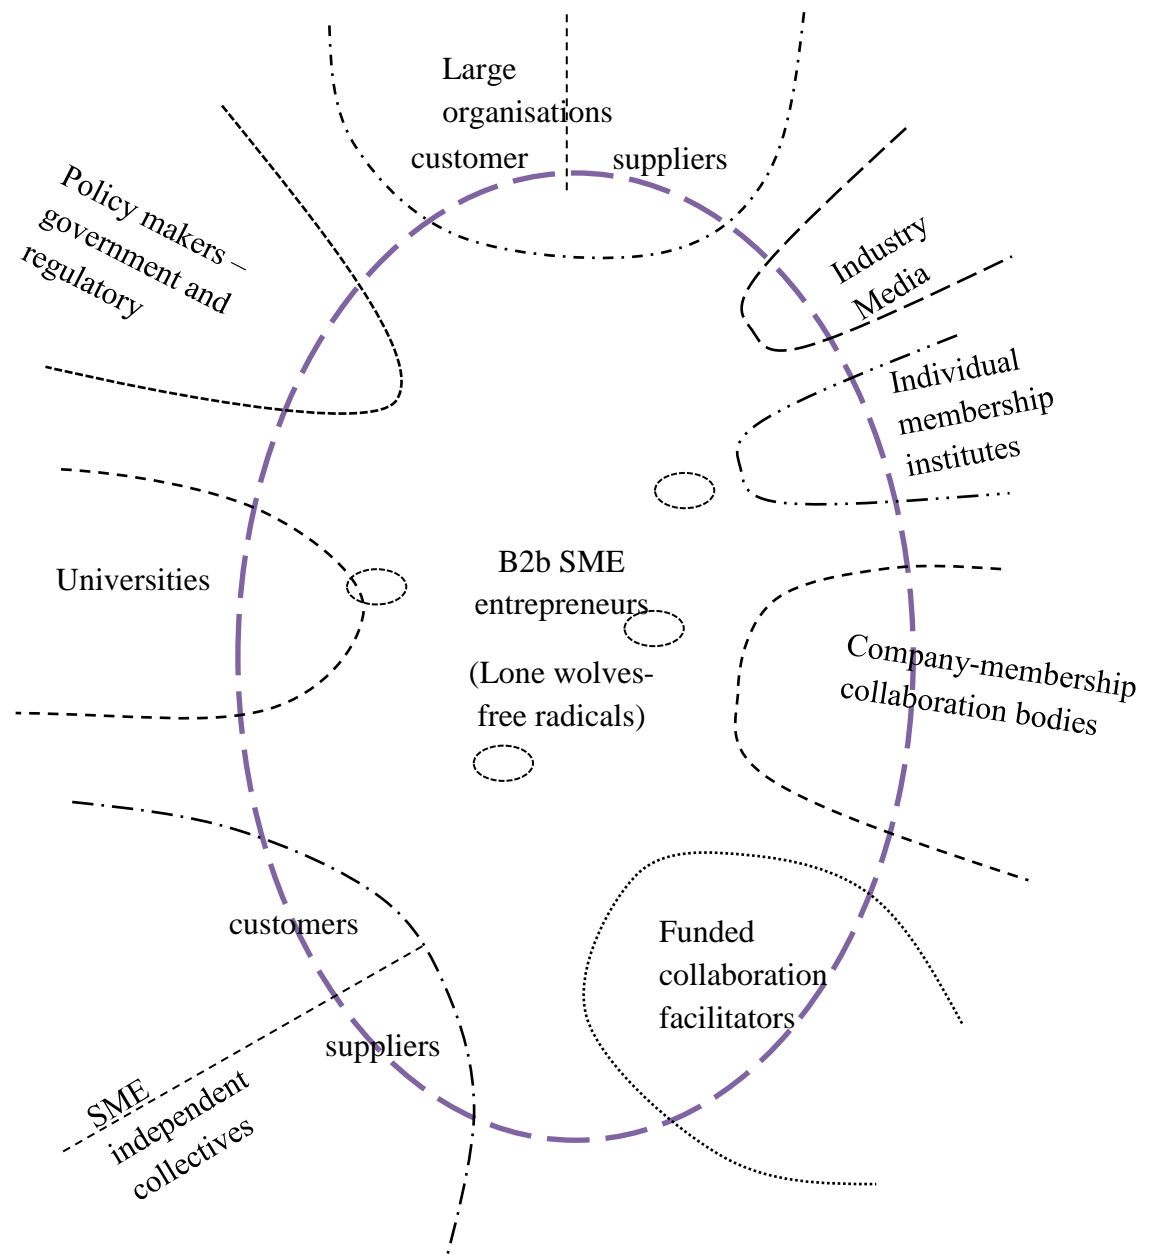 Large
organisations
customer
suppliers
Policy makers –
government and
regulatory
Industry
Media
Individual
membership
institutes
Universities
B2b SME
entrepreneurs
(Lone wolves-
free radicals)
Company-membership
collaboration bodies
customers
suppliers
SME
independent
collectives
Funded
collaboration
facilitators